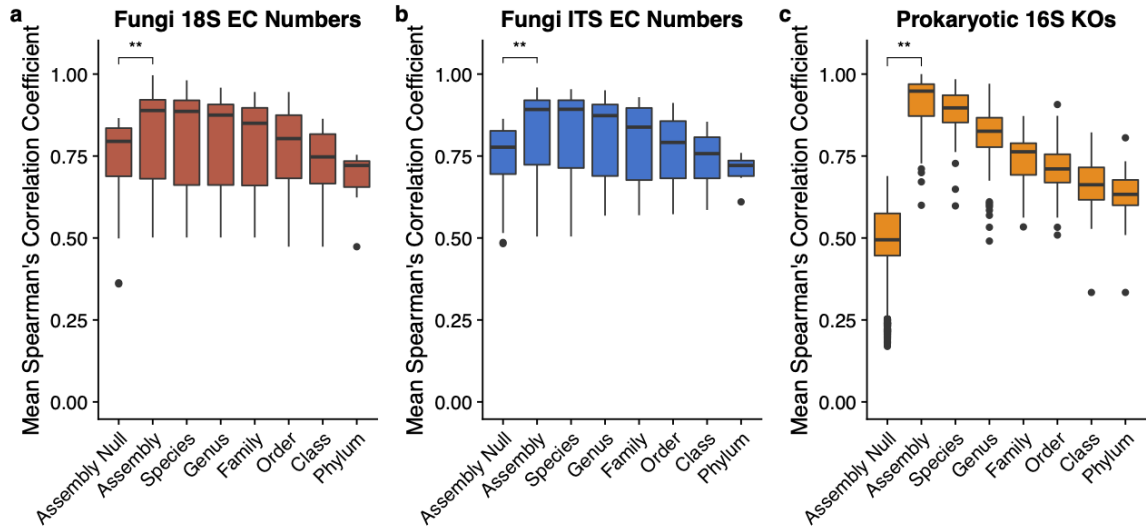 a
Fungi 18S EC Numbers
Mean Spearman's Correlation Coefficient
1.00
0.75
0.50
0.25
0.00
**
Assembly Null
Assembly
Species
Genus
Family
Order
Class
Phylum
b
Fungi ITS EC Numbers
Mean Spearman's Correlation Coefficient
1.00
0.75
0.50
0.25
0.00
**
Assembly Null
Assembly
Species
Genus
Family
Order
Class
Phylum
c
Prokaryotic 16S KOs
Mean Spearman's Correlation Coefficient
1.00
0.75
0.50
0.25
0.00
**
Assembly Null
Assembly
Species
Genus
Family
Order
Class
Phylum